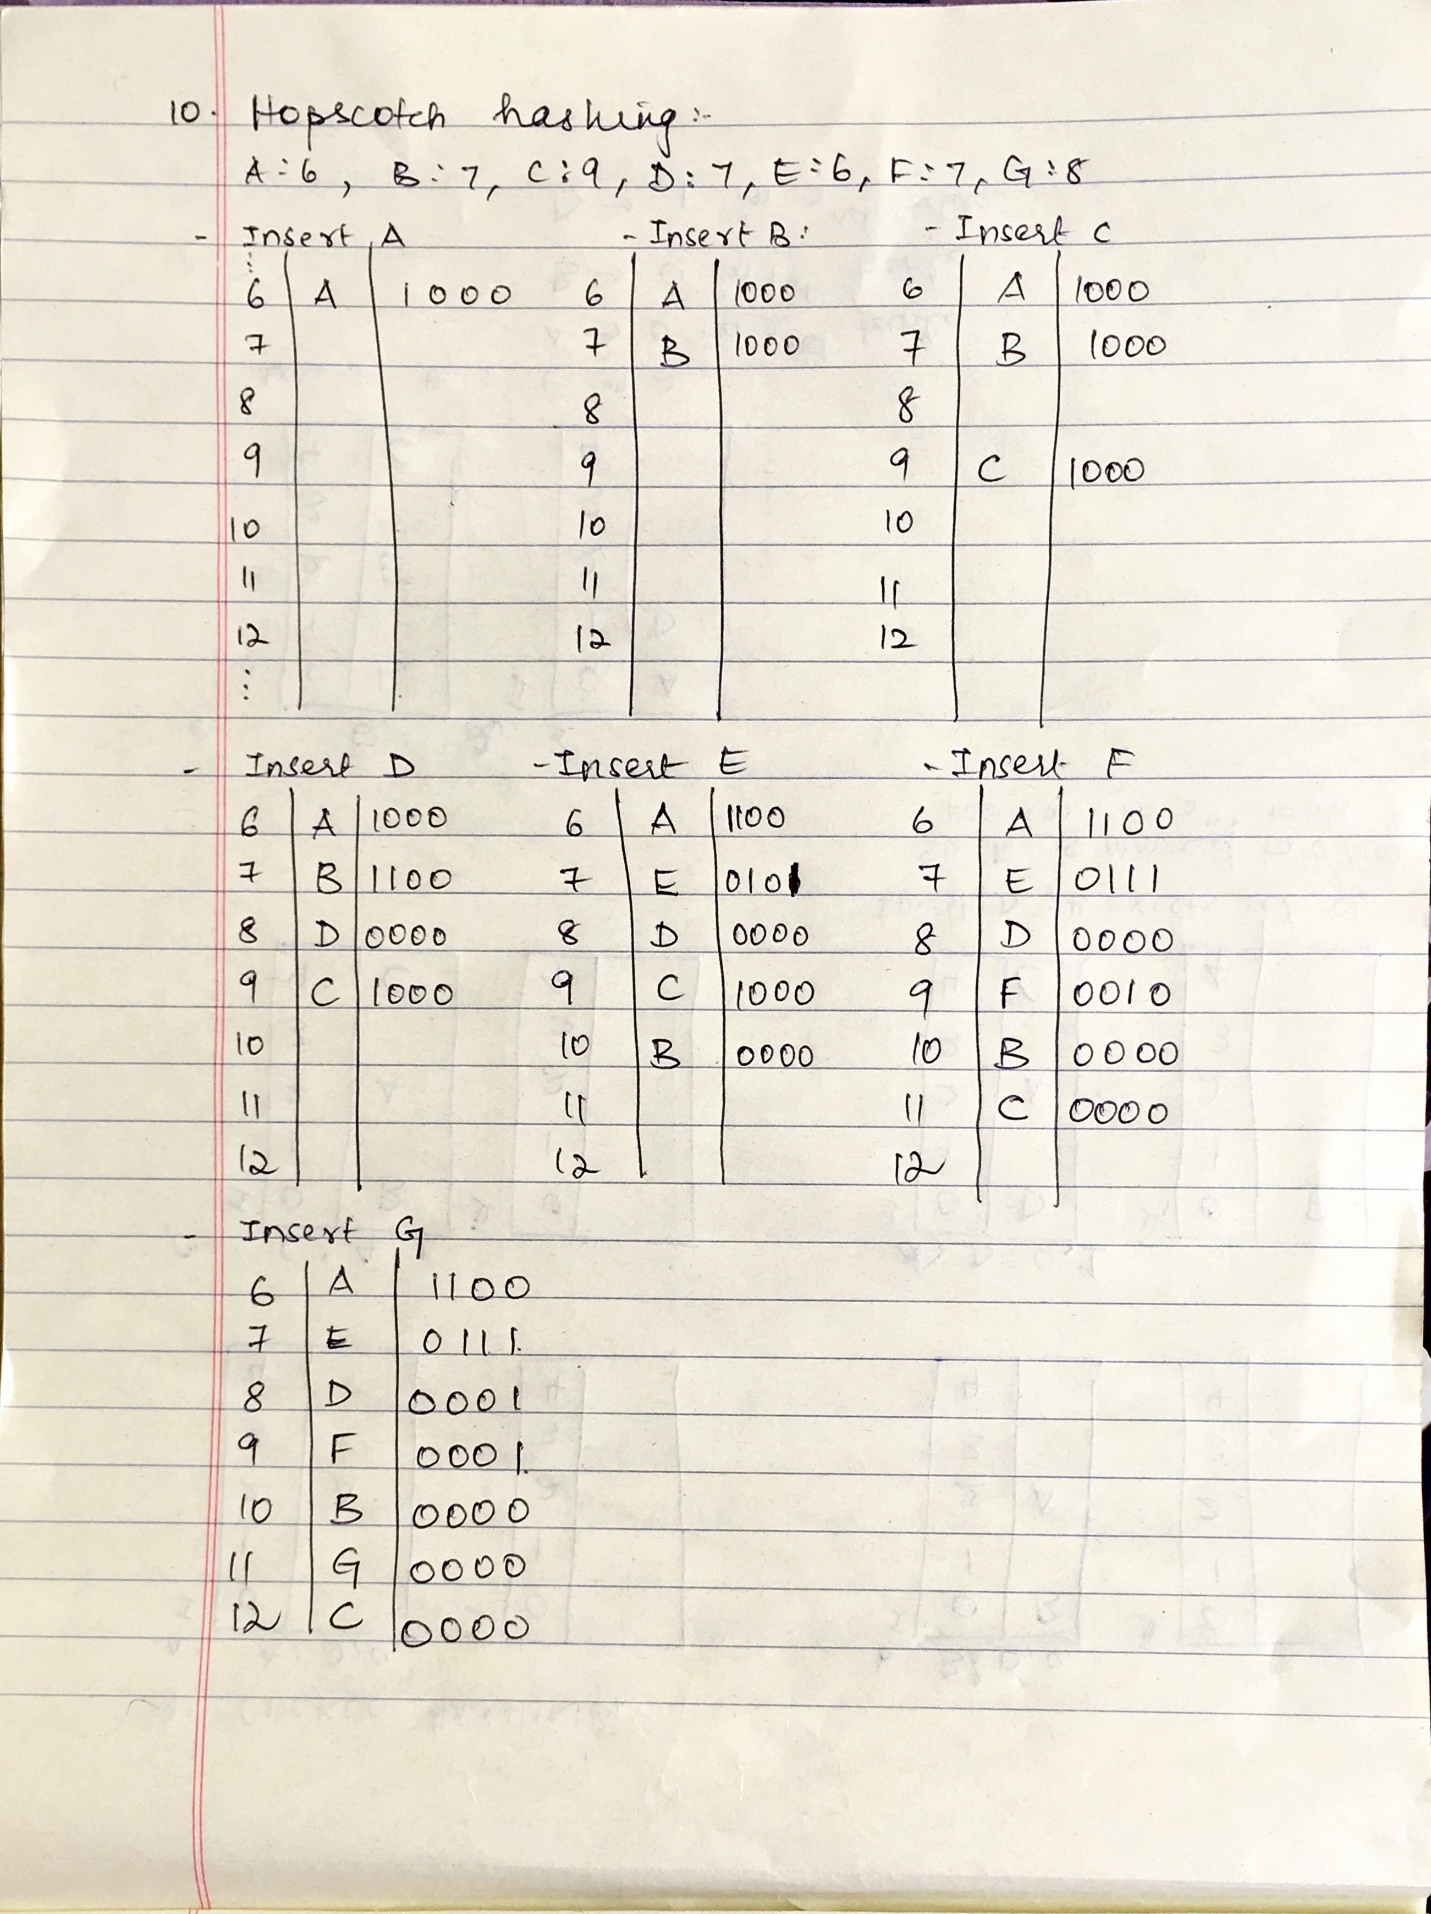 10. Hopscotch hashing :-
A:6, B:7, C:9, D:7, E:6, F:7, G:8
- Insert A - Insert B: - Insert C
⋮
6 A 1000 6 A 1000 6 A 1000
7 7 B 1000 7 B 1000
8 8 8
9 9 9 C 1000
10 10 10
11 11 11
12 12 12
⋮
- Insert D - Insert E - Insert F
6 A 1000 6 A 1100 6 A 1100
7 B 1100 7 E 0101 7 E 0111
8 D 0000 8 D 0000 8 D 0000
9 C 1000 9 C 1000 9 F 0010
10 10 B 0000 10 B 0000
11 11 11 C 0000
12 12 12
- Insert G
6 A 1100
7 E 0111.
8 D 0001
9 F 0001.
10 B 0000
11 G 0000
12 C 0000